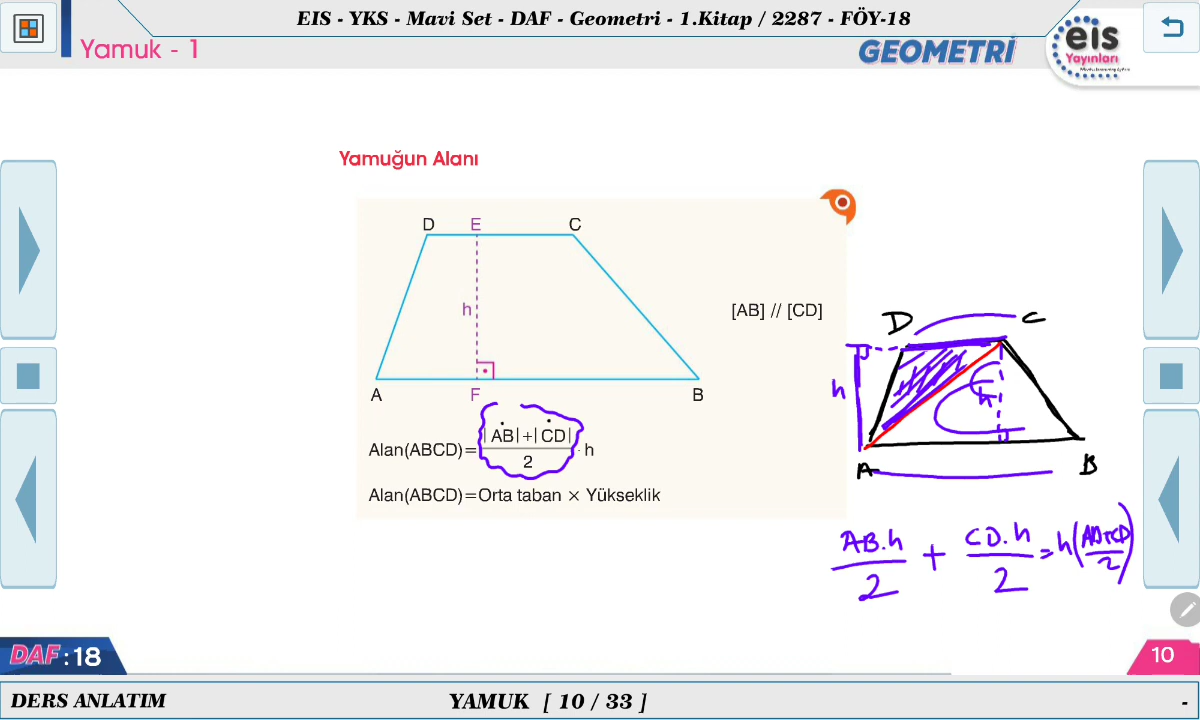 EIS - YKS - Mavi Set - DAF - Geometri - 1.Kitap / 2287 - FÖY-18
Yamuk - 1
GEOMETRİ
eis
Yayınları
Yamuğun Alanı
D E C
h
[AB] // [CD]
A F B
Alan(ABCD)=|AB|+|CD|/2 · h
Alan(ABCD)=Orta taban × Yükseklik
D C
h h
A B
AB.h/2 + CD.h/2 = h(AB+CD/2)
DAF:18
10
DERS ANLATIM
YAMUK [ 10 / 33 ]
-